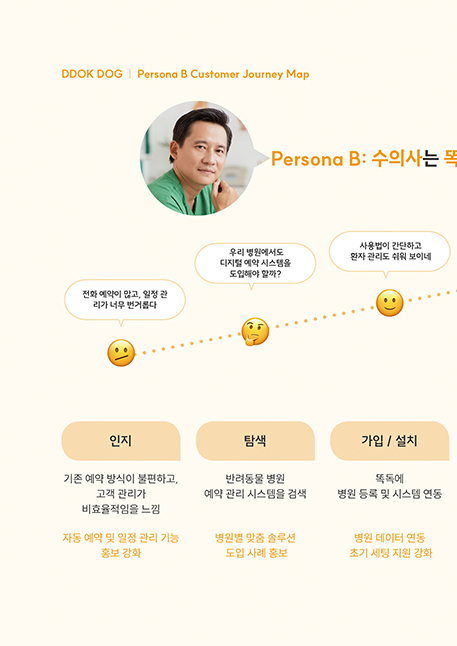 DDOK DOG | Persona B Customer Journey Map
Persona B: 수의사는 똑
전화 예약이 많고, 일정 관
리가 너무 번거롭다
우리 병원에서도
디지털 예약 시스템을
도입해야 할까?
사용법이 간단하고
환자 관리도 쉬워 보이네
인지
탐색
가입 / 설치
기존 예약 방식이 불편하고,
고객 관리가
비효율적임을 느낌
반려동물 병원
예약 관리 시스템을 검색
똑독에
병원 등록 및 시스템 연동
자동 예약 및 일정 관리 기능
홍보 강화
병원별 맞춤 솔루션
도입 사례 홍보
병원 데이터 연동
초기 세팅 지원 강화